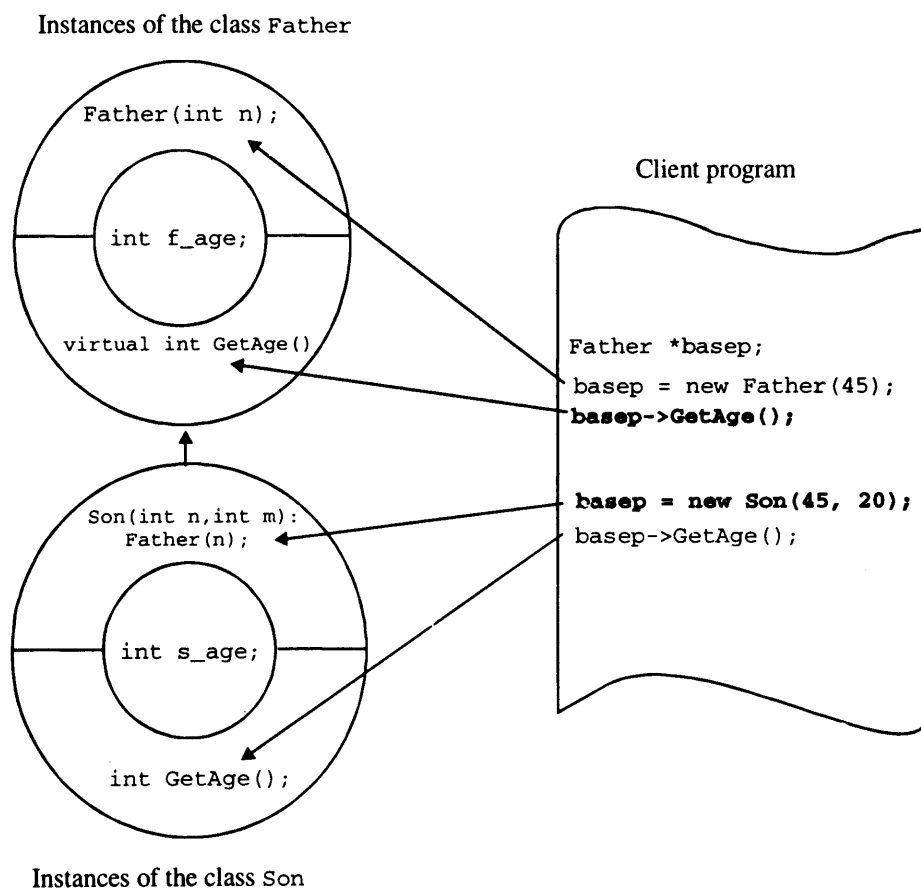 Instances of the class Father
Father(int n);
int f_age;
virtual int GetAge()
Son(int n,int m):
Father(n);
int s_age;
int GetAge();
Instances of the class Son
Client program
Father *basep;
basep = new Father(45);
basep->GetAge();
basep = new Son(45, 20);
basep->GetAge();